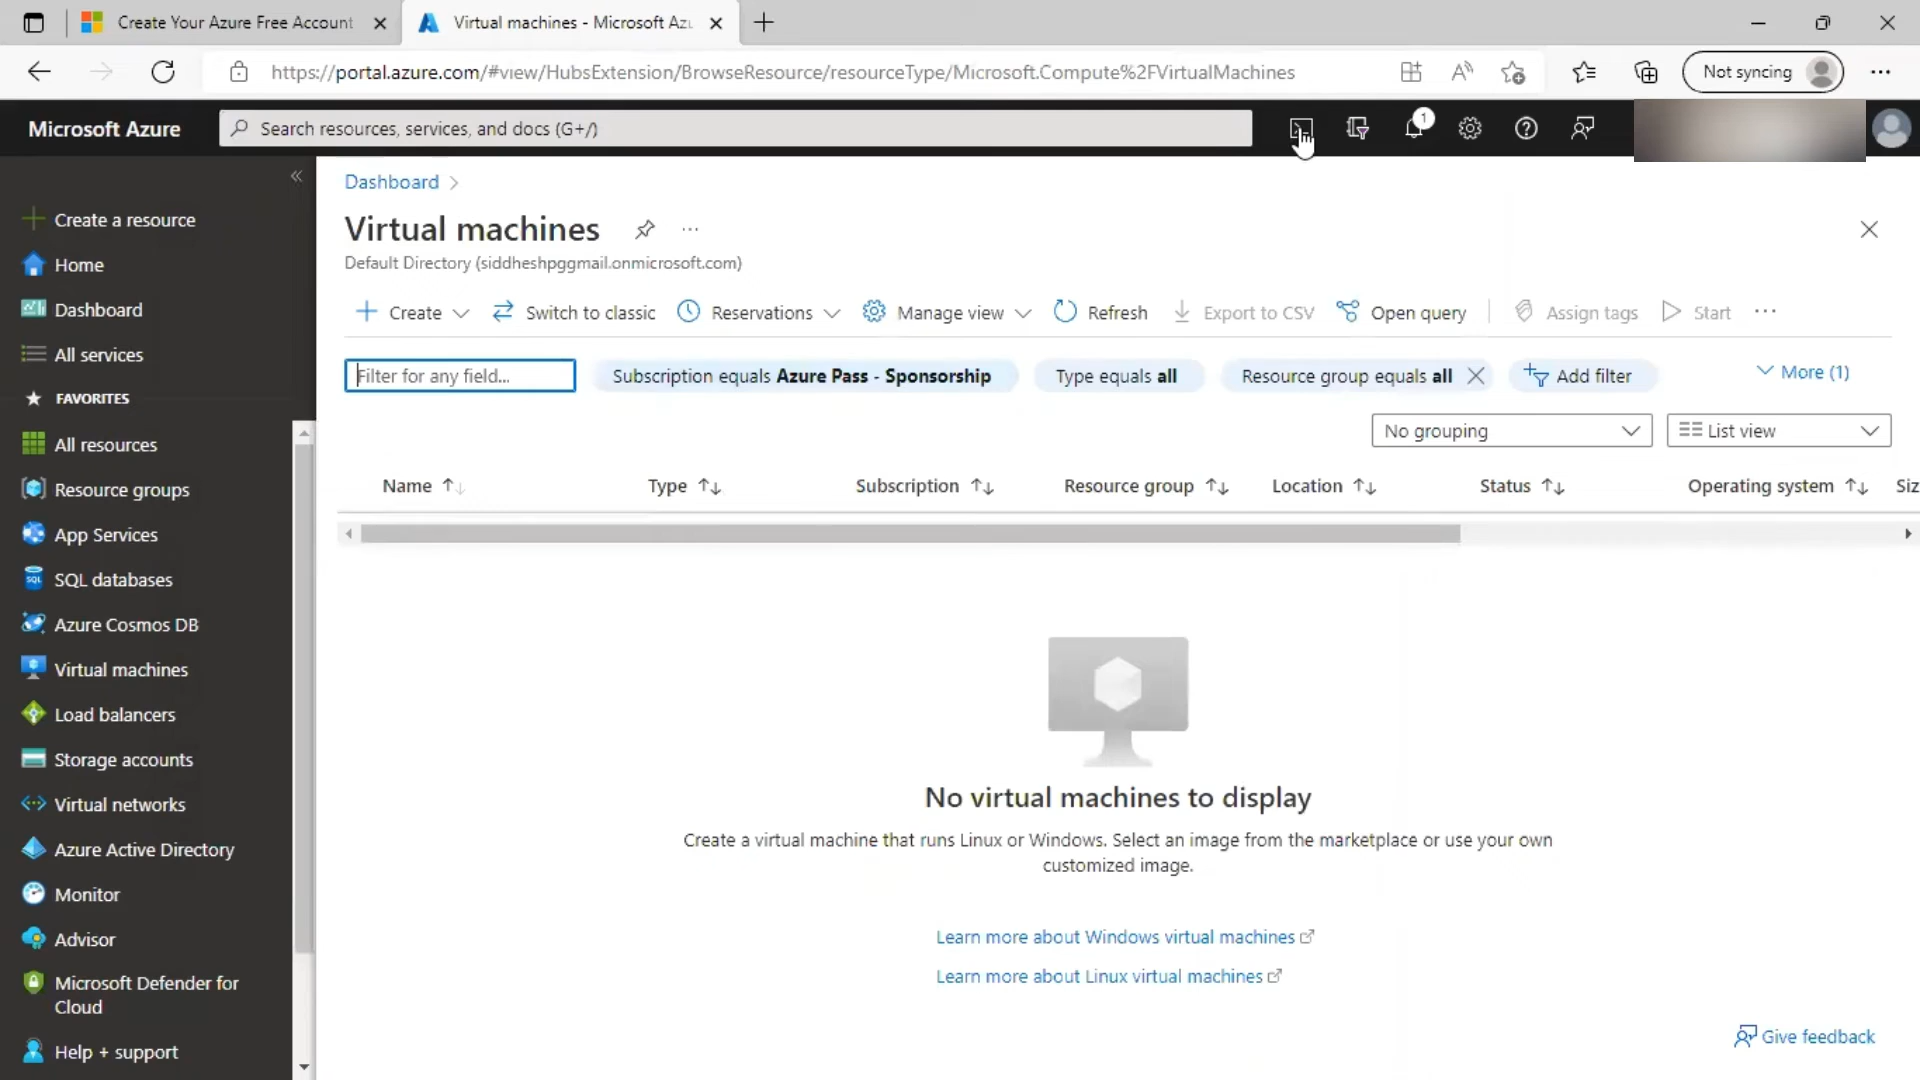 Create Your Azure Free Account
Virtual machines - Microsoft Azu
https://portal.azure.com/#view/HubsExtension/BrowseResource/resourceType/Microsoft.Compute%2FVirtualMachines
Not syncing
Microsoft Azure
Search resources, services, and docs (G+/)
1
Create a resource
Home
Dashboard
All services
FAVORITES
All resources
Resource groups
App Services
SQL databases
Azure Cosmos DB
Virtual machines
Load balancers
Storage accounts
Virtual networks
Azure Active Directory
Monitor
Advisor
Microsoft Defender for
Cloud
Help + support
Dashboard
Virtual machines
Default Directory (siddheshpggmail.onmicrosoft.com)
Create
Switch to classic
Reservations
Manage view
Refresh
Export to CSV
Open query
Assign tags
Start
Filter for any field...
Subscription equals Azure Pass - Sponsorship
Type equals all
Resource group equals all
Add filter
More (1)
No grouping
List view
Name
Type
Subscription
Resource group
Location
Status
Operating system
Siz
No virtual machines to display
Create a virtual machine that runs Linux or Windows. Select an image from the marketplace or use your own
customized image.
Learn more about Windows virtual machines
Learn more about Linux virtual machines
Give feedback